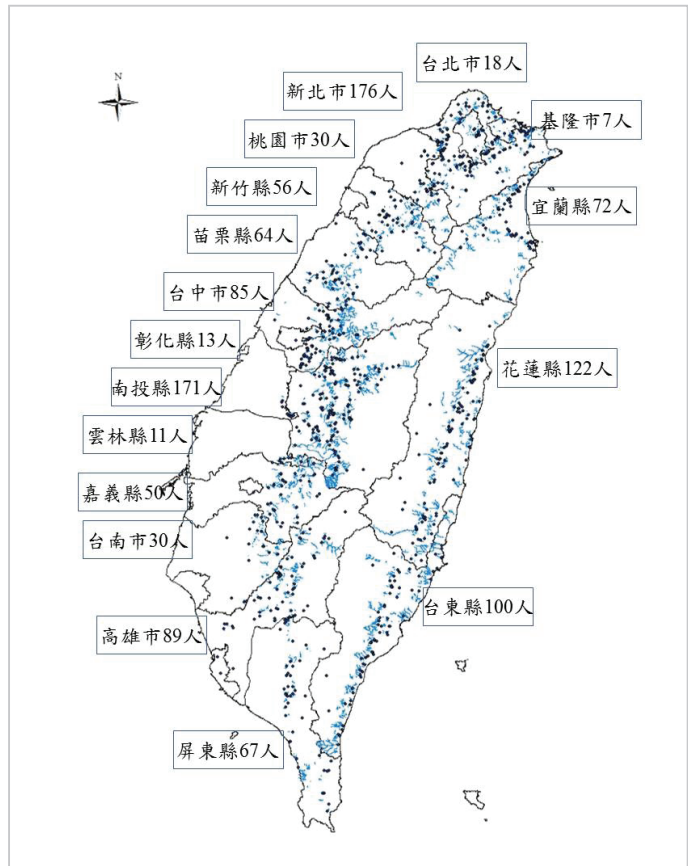 台北市18人
新北市176人
N
基隆市7人
桃園市30人
新竹縣56人
宜蘭縣72人
苗栗縣64人
台中市85人
彰化縣13人
花蓮縣122人
南投縣171人
雲林縣11人
嘉義縣50人
台南市30人
台東縣100人
高雄市89人
屏東縣67人